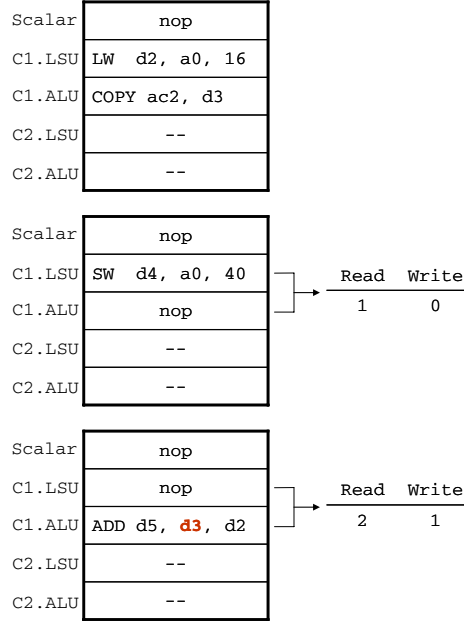 Scalar nop
C1.LSU LW d2, a0, 16
C1.ALU COPY ac2, d3
C2.LSU --
C2.ALU --
Scalar nop
C1.LSU SW d4, a0, 40 Read Write
C1.ALU nop 1 0
C2.LSU --
C2.ALU --
Scalar nop
C1.LSU nop Read Write
C1.ALU ADD d5, d3, d2 2 1
C2.LSU --
C2.ALU --